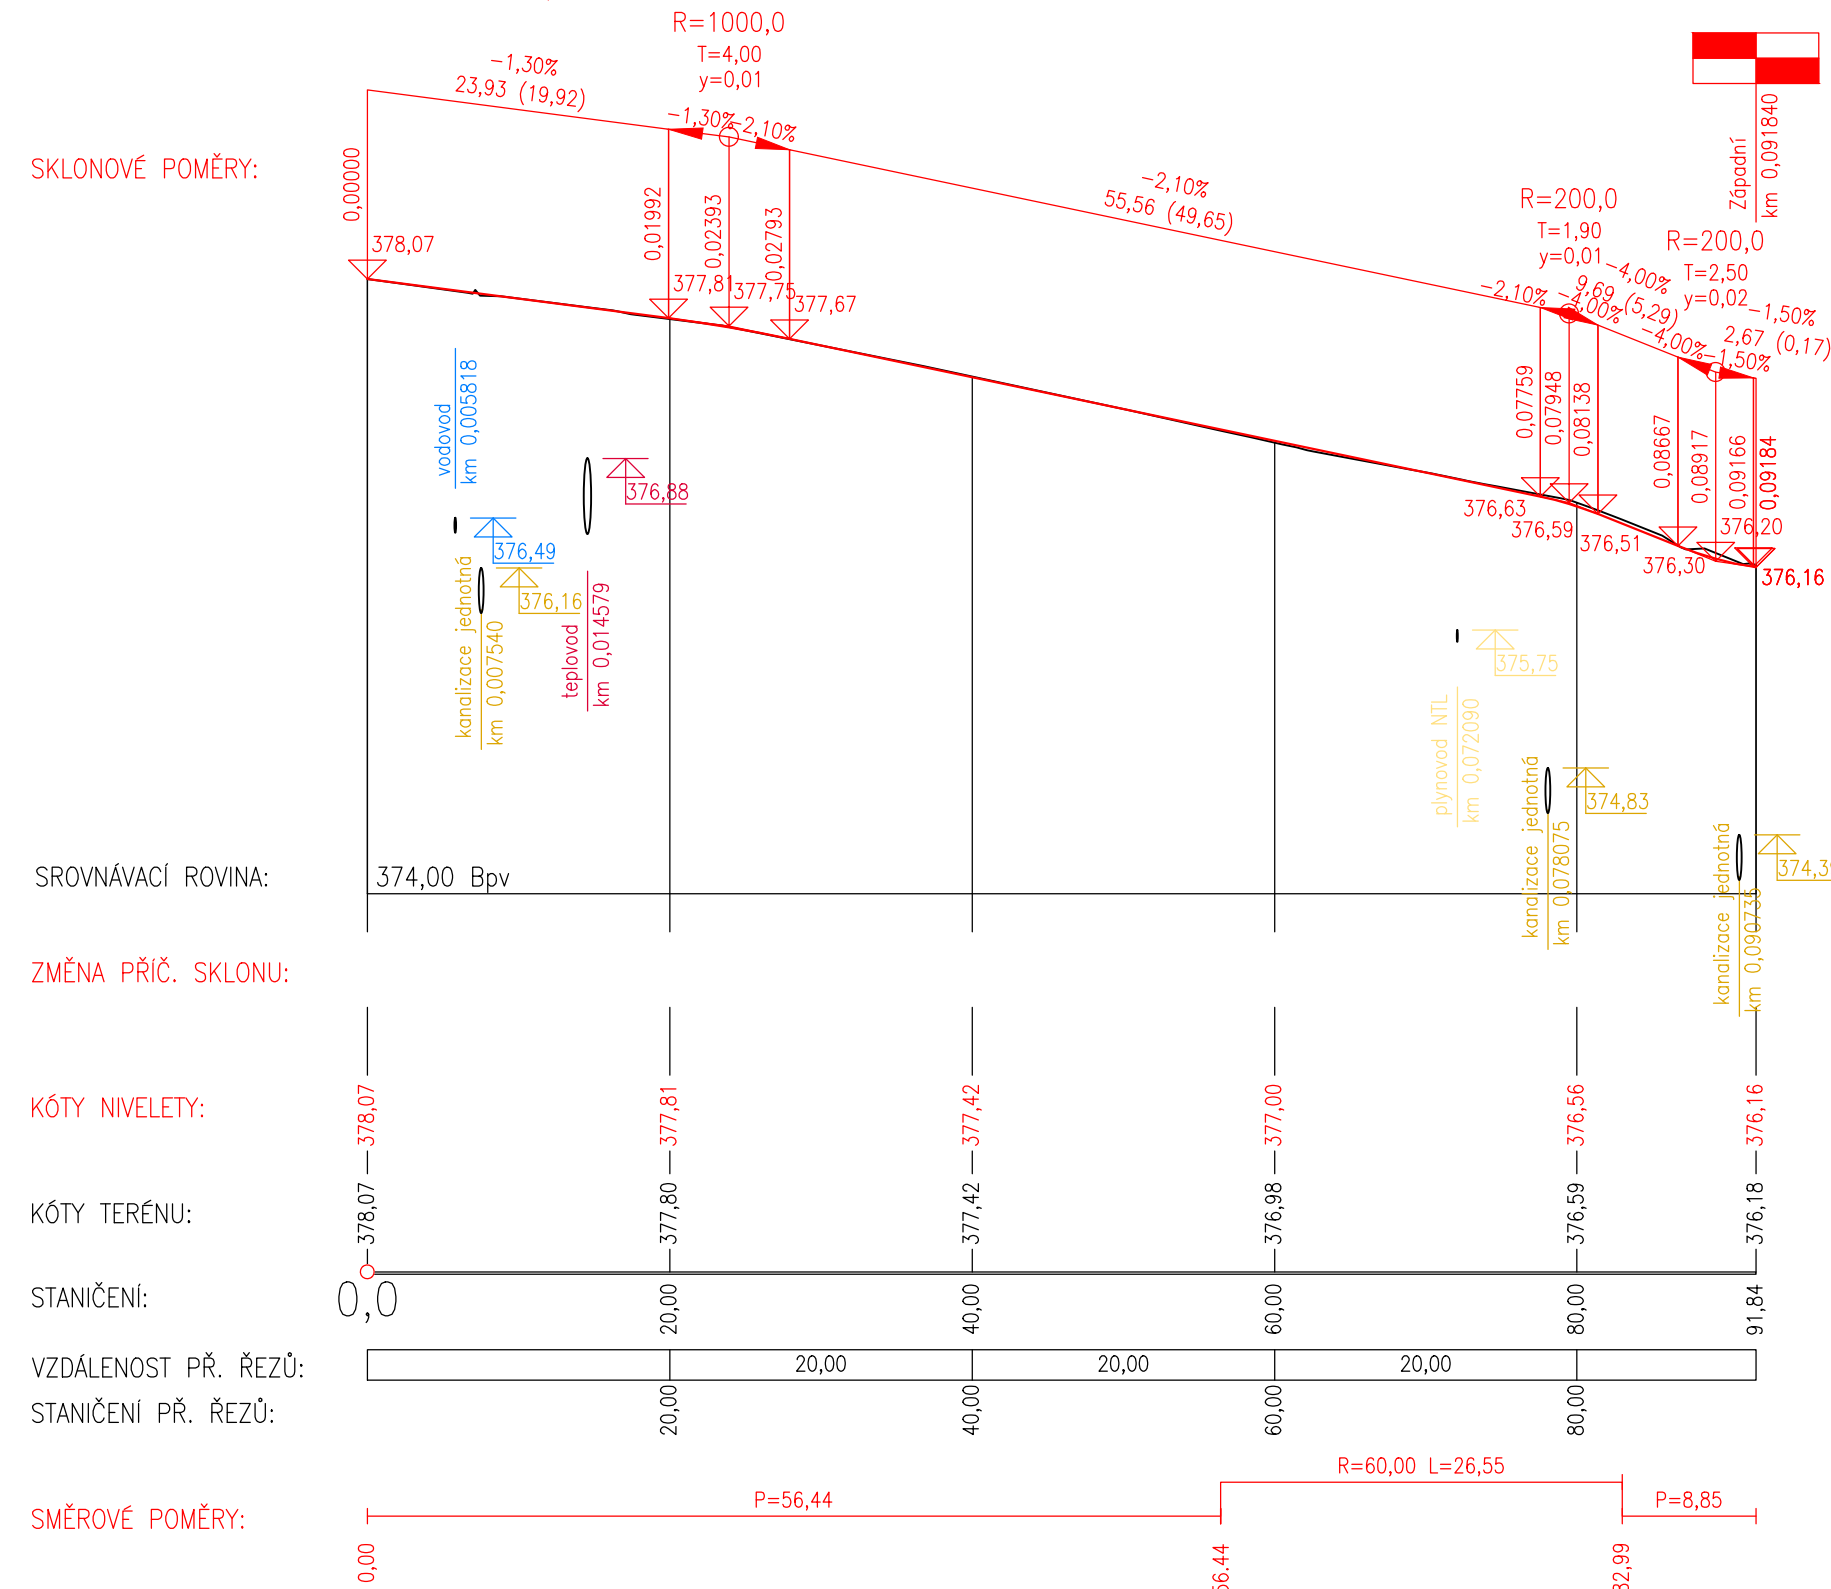 R=1000,0
T=4,00
y=0,01
-1,30%
23,93 (19,92)
-1,30%
-2,10%
-2,10%
55,56 (49,65)
R=200,0
T=1,90
y=0,01
-4,00%
9,69 (5,29)
-2,10%
-4,00%
R=200,0
T=2,50
y=0,02
-1,50%
2,67 (0,17)
-4,00%
-1,50%
Západní
km 0,091840
SKLONOVÉ POMĚRY:
0,00000
0,01992
0,02393
0,02793
0,07759
0,07948
0,08138
0,08667
0,08917
0,09166
0,09184
378,07
377,81
377,75
377,67
376,63
376,59
376,51
376,30
376,20
376,16
vodovod
km 0,005818
376,49
kanalizace jednotná
km 0,007540
376,16
teplovod
km 0,014579
376,88
plynovod NTL
km 0,072090
375,75
kanalizace jednotná
km 0,078075
374,83
kanalizace jednotná
km 0,090735
SROVNÁVACÍ ROVINA:
374,00 Bpv
ZMĚNA PŘÍČ. SKLONU:
KÓTY NIVELETY:
378,07
377,81
377,42
377,00
376,56
376,16
KÓTY TERÉNU:
378,07
377,80
377,42
376,98
376,59
376,18
STANIČENÍ:
0,0
20,00
40,00
60,00
80,00
91,84
VZDÁLENOST PŘ. ŘEZŮ:
20,00
20,00
20,00
STANIČENÍ PŘ. ŘEZŮ:
20,00
40,00
60,00
80,00
SMĚROVÉ POMĚRY:
P=56,44
R=60,00 L=26,55
P=8,85
0,00